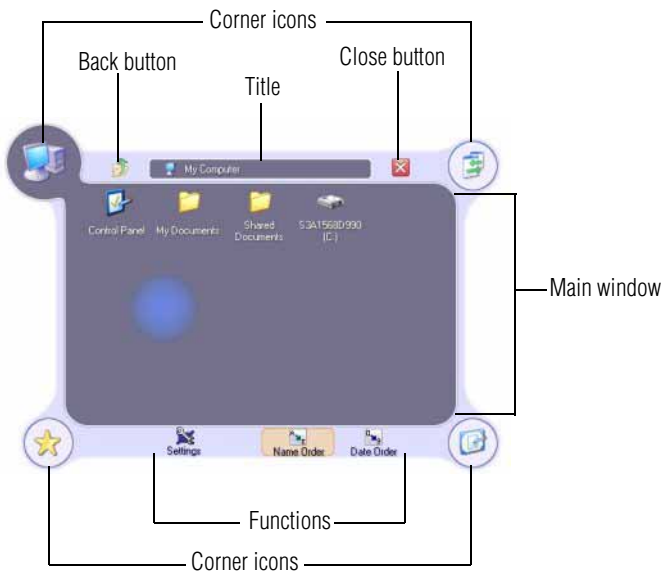 Corner icons
Back button
Close button
Title
My Computer
Control Panel
My Documents
Shared
Documents
S3A1568D990
(C:)
Main window
Settings
Name Order
Date Order
Functions
Corner icons